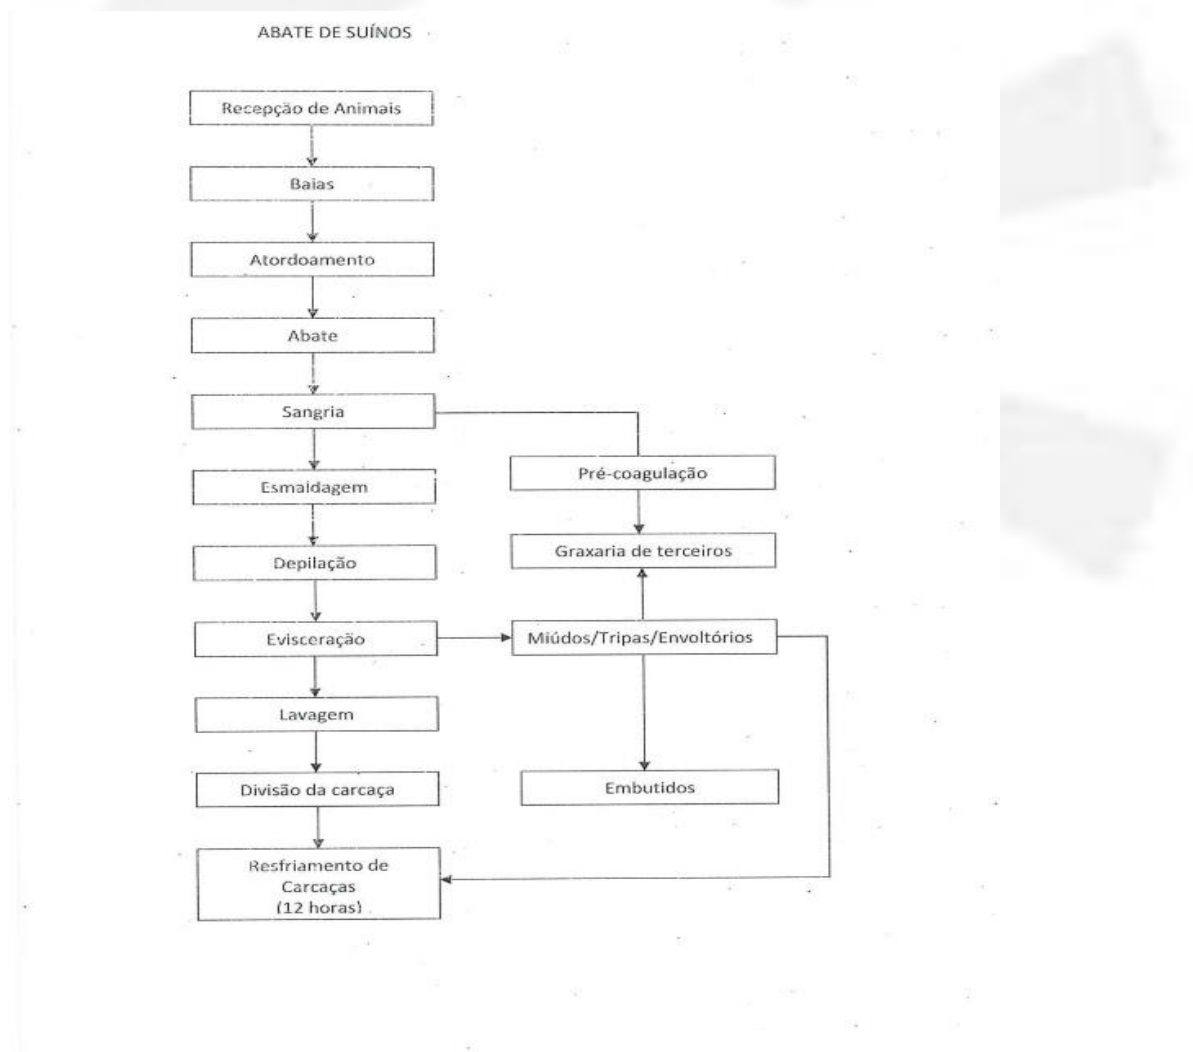 ABATE DE SUÍNOS
Recepção de Animais
Baias
Atordoamento
Abate
Sangria
Pré-coagulação
Esmaldagem
Graxaria de terceiros
Depilação
Evisceração
Miúdos/Tripas/Envoltórios
Lavagem
Divisão da carcaça
Embutidos
Resfriamento de
Carcaças
(12 horas)